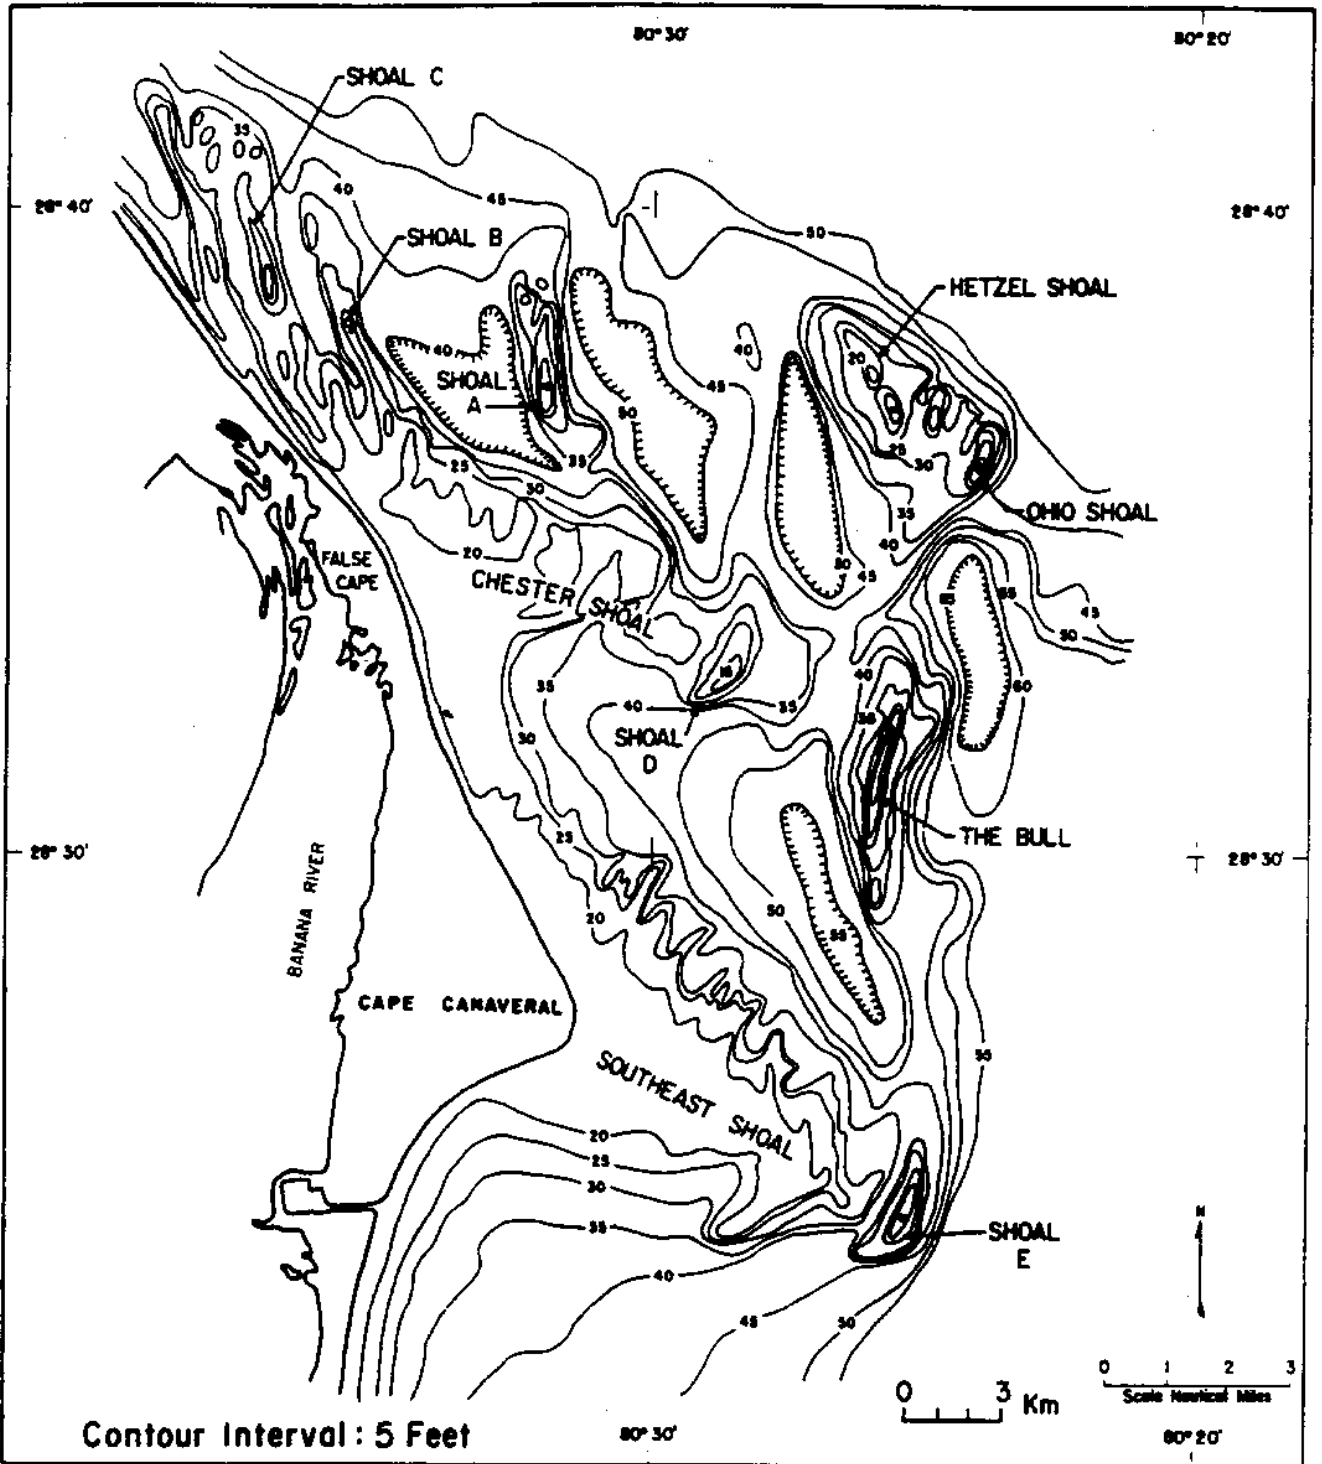 80° 30'
80° 20'
SHOAL C
35
40
28° 40'
45
28° 40'
SHOAL B
50
HETZEL SHOAL
40
40
20
SHOAL
A
45
50
25
35
25
30
30
35
OHIO SHOAL
40
20
FALSE
CAPE
50
45
CHESTER SHOAL
55
45
50
40
60
35
40
35
SHOAL
D
30
THE BULL
25
28° 30'
28° 30'
20
50
BANANA RIVER
55
CAPE CANAVERAL
55
SOUTHEAST SHOAL
20
25
30
N
35
SHOAL
E
40
45
50
0 1 2 3
Scale Nautical Miles
0 3 Km
Contour Interval : 5 Feet
80° 30'
80° 20'